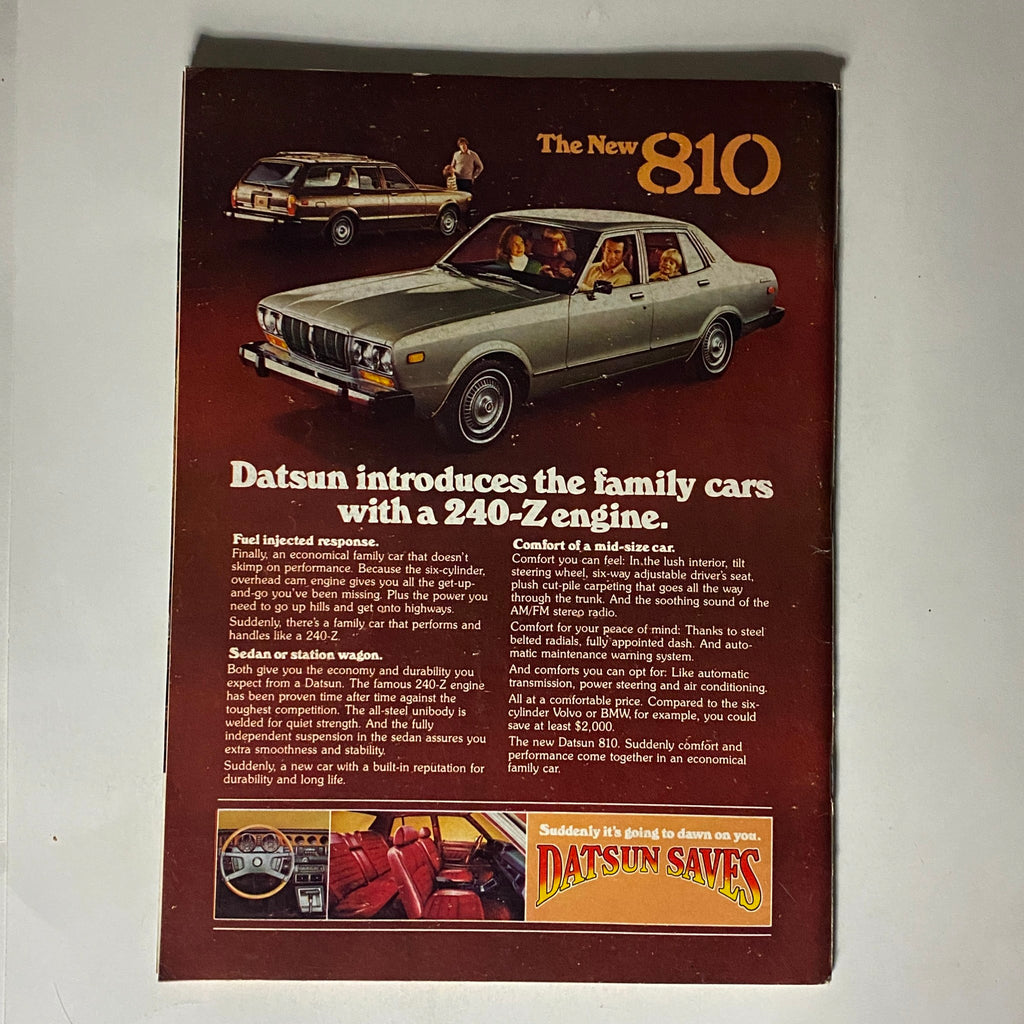 The New 810
Datsun introduces the family cars
with a 240-Z engine.
Fuel injected response.
Finally, an economical family car that doesn't
skimp on performance. Because the six-cylinder,
overhead cam engine gives you all the get-up-
and-go you've been missing. Plus the power you
need to go up hills and get onto highways.
Suddenly, there's a family car that performs and
handles like a 240-Z.
Sedan or station wagon.
Both give you the economy and durability you
expect from a Datsun. The famous 240-Z engine
has been proven time after time against the
toughest competition. The all-steel unibody is
welded for quiet strength. And the fully
independent suspension in the sedan assures you
extra smoothness and stability.
Suddenly, a new car with a built-in reputation for
durability and long life.
Comfort of a mid-size car.
Comfort you can feel: In the lush interior, tilt
steering wheel, six-way adjustable driver's seat,
plush cut-pile carpeting that goes all the way
through the trunk. And the soothing sound of the
AM/FM stereo radio.
Comfort for your peace of mind: Thanks to steel
belted radials, fully appointed dash. And auto-
matic maintenance warning system.
And comforts you can opt for: Like automatic
transmission, power steering and air conditioning.
All at a comfortable price. Compared to the six-
cylinder Volvo or BMW, for example, you could
save at least $2,000.
The new Datsun 810. Suddenly comfort and
performance come together in an economical
family car.
Suddenly it's going to dawn on you.
DATSUN SAVES